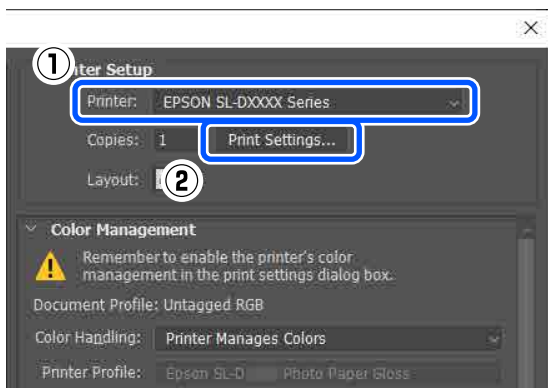 ①
nter Setup
Printer: EPSON SL-DXXXX Series
Copies: 1 Print Settings...
Layout:
②
Color Management
Remember to enable the printer's color
management in the print settings dialog box.
Document Profile: Untagged RGB
Color Handling: Printer Manages Colors
Printer Profile: Epson SL-D Photo Paper Gloss